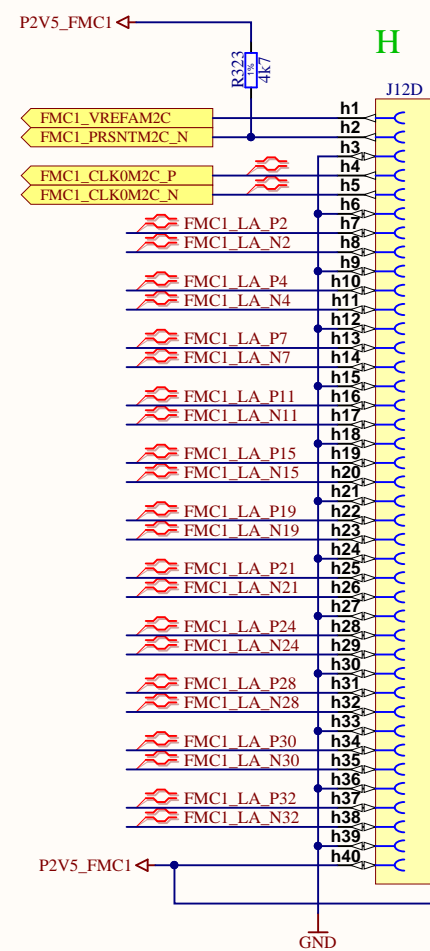 P2V5_FMC1
H
R323
1%
4k7
J12D
h1
FMC1_VREFAM2C
h2
FMC1_PRSNTM2C_N
h3
h4
FMC1_CLK0M2C_P
h5
FMC1_CLK0M2C_N
h6
FMC1_LA_P2
h7
FMC1_LA_N2
h8
h9
FMC1_LA_P4
h10
FMC1_LA_N4
h11
h12
FMC1_LA_P7
h13
FMC1_LA_N7
h14
h15
FMC1_LA_P11
h16
FMC1_LA_N11
h17
h18
FMC1_LA_P15
h19
FMC1_LA_N15
h20
h21
FMC1_LA_P19
h22
FMC1_LA_N19
h23
h24
FMC1_LA_P21
h25
FMC1_LA_N21
h26
h27
FMC1_LA_P24
h28
FMC1_LA_N24
h29
h30
FMC1_LA_P28
h31
FMC1_LA_N28
h32
h33
FMC1_LA_P30
h34
FMC1_LA_N30
h35
h36
FMC1_LA_P32
h37
FMC1_LA_N32
h38
h39
P2V5_FMC1
h40
GND